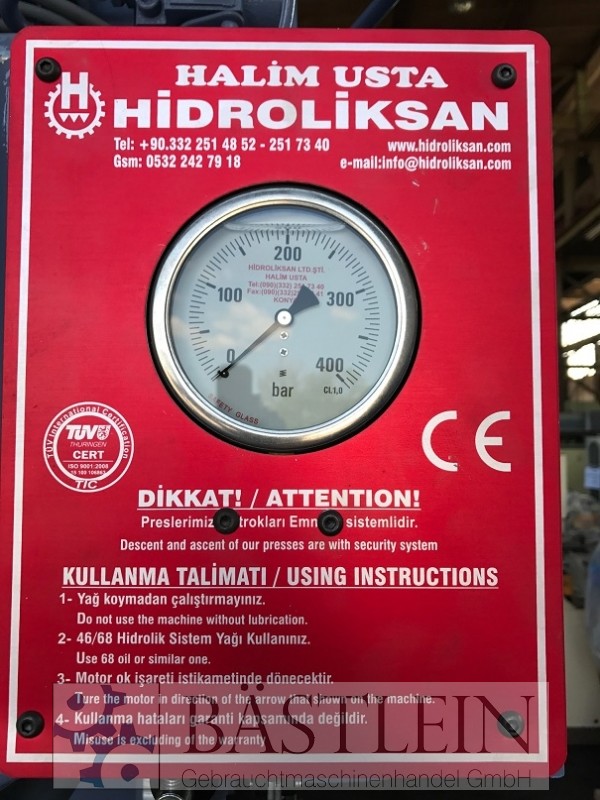 HALİM USTA
H HİDROLİKSAN
Tel: +90.332 251 48 52 - 251 73 40 www.hidroliksan.com
Gsm: 0532 242 79 18 e-mail:info@hidroliksan.com
200
HİDROLİKSAN LTD.ŞTİ.
HALİM USTA
100 300
0 400
bar CL1,0
SAFETY GLASS
TÜV International Certification
TÜV
THÜRINGEN
CERT
ISO 9001:2008
TIC
CE
DİKKAT! / ATTENTION!
Emn sistemlidir.
Descent and ascent of our presses are with security system
KULLANMA TALİMATI / USING INSTRUCTIONS
1- Yağ koymadan çalıştırmayınız.
Do not use the machine without lubrication.
2- 46/68 Hidrolik Sistem Yağı Kullanınız.
Use 68 oil or similar one.
3- Motor ok işareti istikametinde dönecektir.
Ture the motor in direction of the arrow that shown on the machine.
4- Kullanma hataları garanti kapsamında değildir.
Misuse is excluding of the warranty
BÄSTLEIN
Gebrauchtmaschinenhandel GmbH